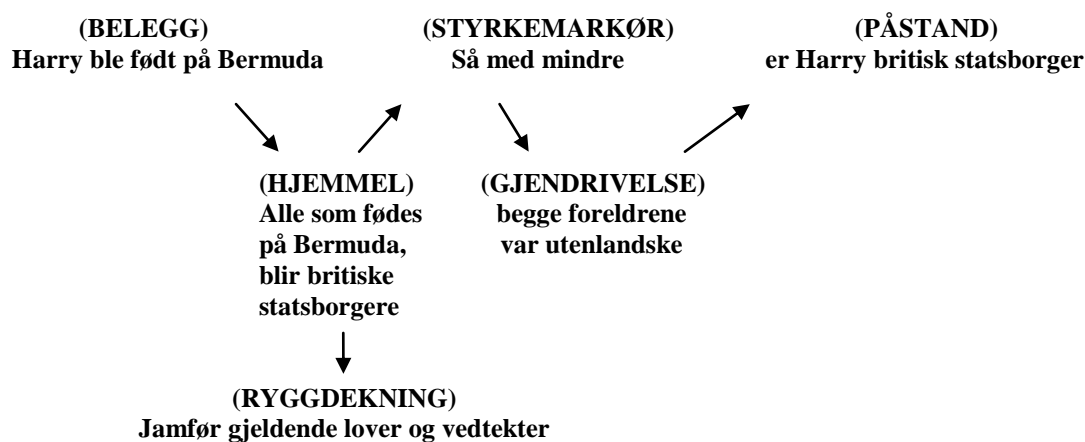 (BELEGG) (STYRKEMARKØR) (PÅSTAND)
Harry ble født på Bermuda Så med mindre er Harry britisk statsborger
(HJEMMEL) (GJENDRIVELSE)
Alle som fødes begge foreldrene
på Bermuda, var utenlandske
blir britiske
statsborgere
(RYGGDEKNING)
Jamfør gjeldende lover og vedtekter